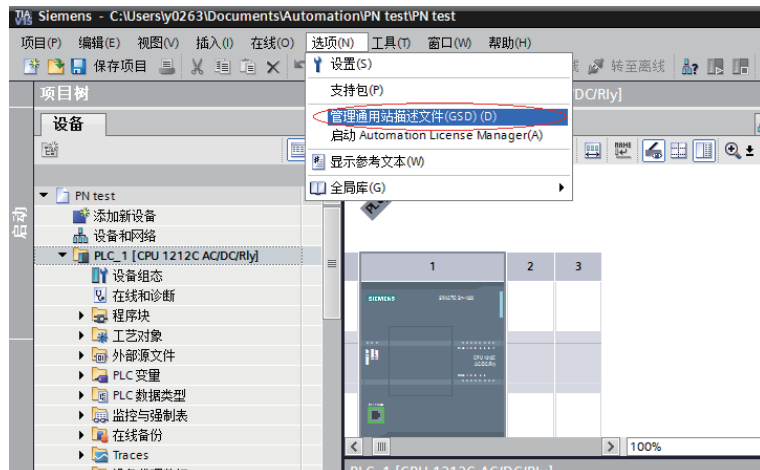 Siemens - C:\Users\y0263\Documents\Automation\PN test\PN test
项目(P) 编辑(E) 视图(V) 插入(I) 在线(O) 选项(N) 工具(T) 窗口(W) 帮助(H)
保存项目 转至离线
设置(S)
支持包(P)
管理通用站描述文件(GSD) (D)
启动 Automation License Manager(A)
显示参考文本(W)
全局库(G)
项目树 DC/Rly]
设备
启动
PN test
添加新设备
设备和网络
PLC_1 [CPU 1212C AC/DC/Rly]
设备组态
在线和诊断
程序块
工艺对象
外部源文件
PLC 变量
PLC 数据类型
监控与强制表
在线备份
Traces
1 2 3
SIEMENS
100%